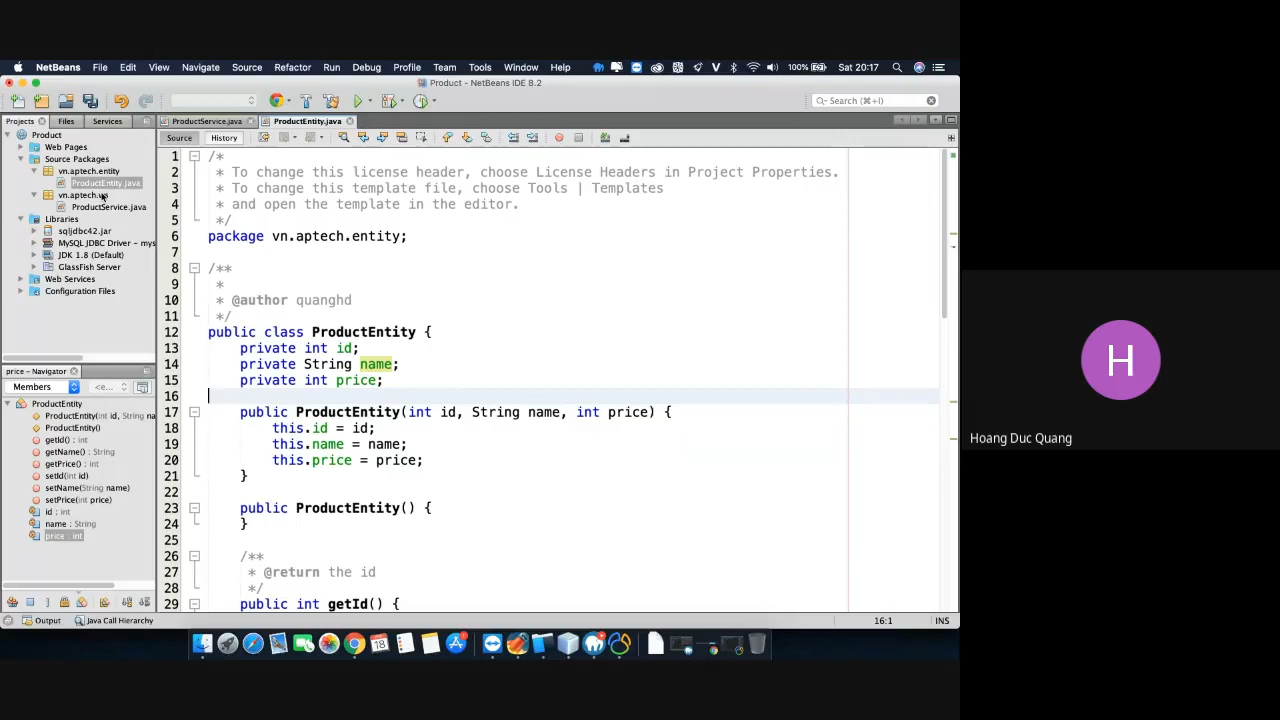 NetBeans File Edit View Navigate Source Refactor Run Debug Profile Team Tools Window Help 100% Sat 20:17
Product - NetBeans IDE 8.2
Search (⌘+I)
Projects Files Services
ProductService.java ProductEntity.java
Source History
Product
Web Pages
Source Packages
vn.aptech.entity
ProductEntity.java
ProductService.java
Libraries
sqljdbc42.jar
MySQL JDBC Driver - mys
JDK 1.8 (Default)
GlassFish Server
Web Services
Configuration Files
price - Navigator
Members <e...
ProductEntity
ProductEntity(int id, String na
ProductEntity()
getId() : int
getName() : String
getPrice() : int
setId(int id)
setName(String name)
setPrice(int price)
id : int
name : String
price : int
1 /*
2 * To change this license header, choose License Headers in Project Properties.
3 * To change this template file, choose Tools | Templates
4 * and open the template in the editor.
5 */
6 package vn.aptech.entity;
7
8 /**
9 *
10 * @author quanghd
11 */
12 public class ProductEntity {
13 private int id;
14 private String name;
15 private int price;
16
17 public ProductEntity(int id, String name, int price) {
18 this.id = id;
19 this.name = name;
20 this.price = price;
21 }
22
23 public ProductEntity() {
24 }
25
26 /**
27 * @return the id
28 */
29 public int getId() {
Output Java Call Hierarchy
16:1 INS
18
H
Hoang Duc Quang